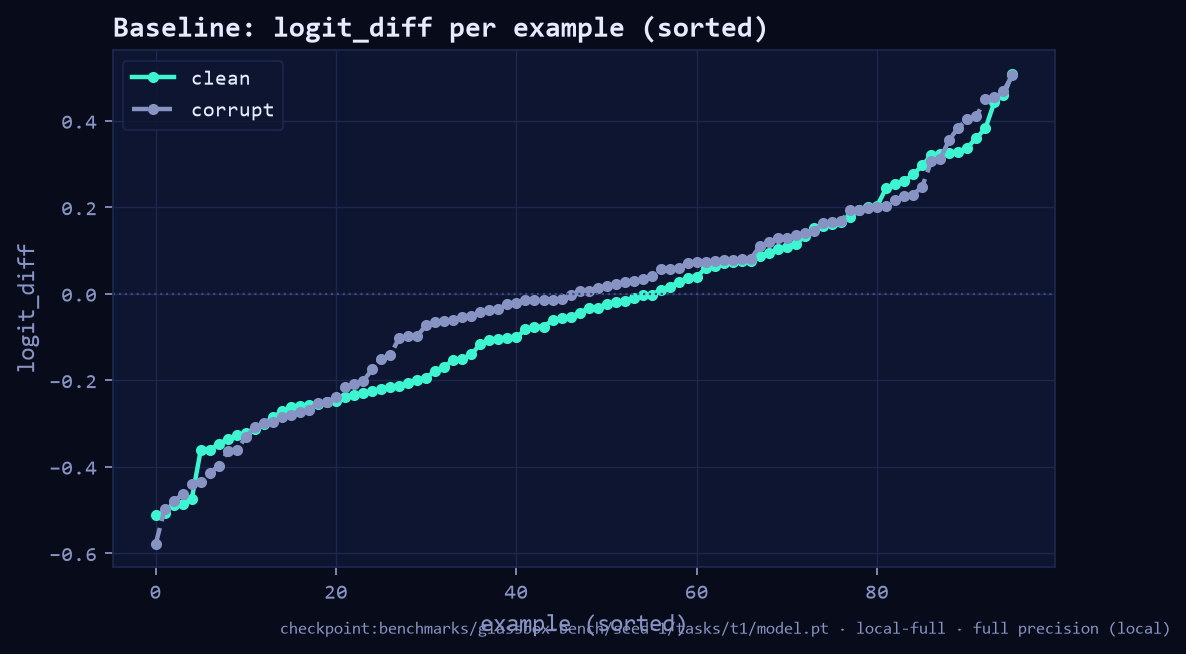 Baseline: logit_diff per example (sorted)
clean
corrupt
logit_diff
0.4
0.2
0.0
−0.2
−0.4
−0.6
0
20
40
60
80
example (sorted)
checkpoint:benchmarks/glassbox-bench/seed-1/tasks/t1/model.pt · local-full · full precision (local)